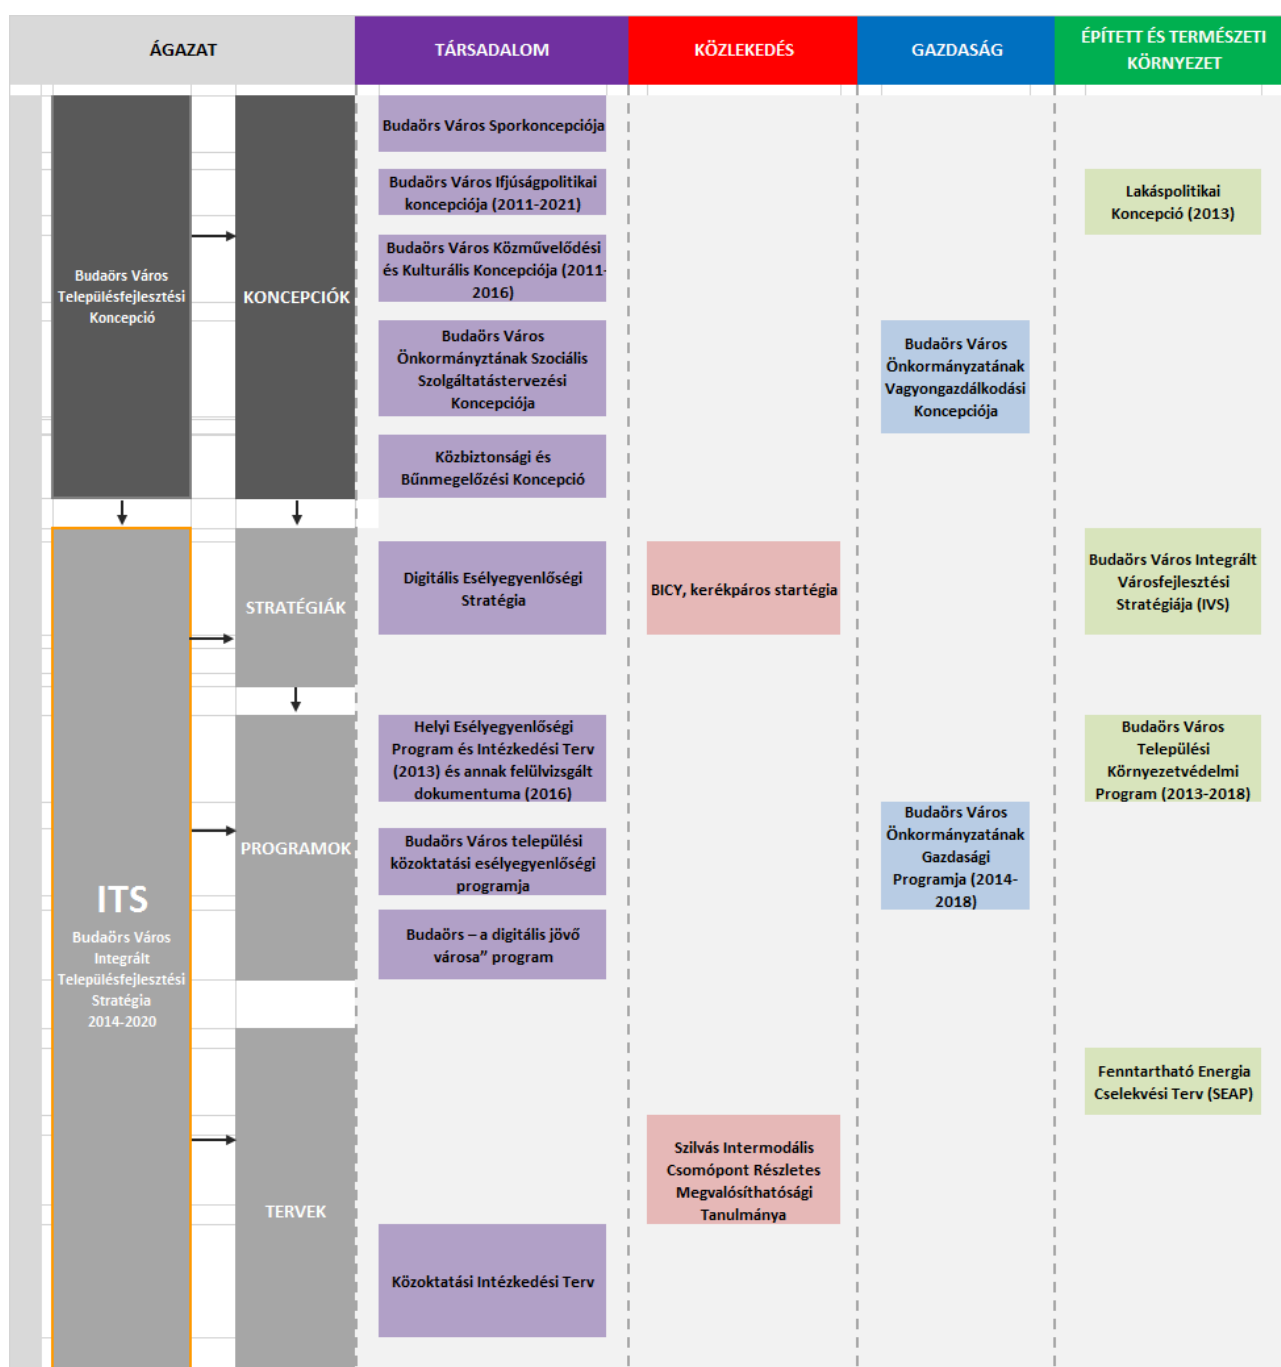 ÁGAZAT
TÁRSADALOM
KÖZLEKEDÉS
GAZDASÁG
ÉPÍTETT ÉS TERMÉSZETI
KÖRNYEZET
Budaörs Város
Településfejlesztési
Koncepció
KONCEPCIÓK
Budaörs Város Sporkoncepciója
Budaörs Város Ifjúságpolitikai
koncepciója (2011-2021)
Budaörs Város Közművelődési
és Kulturális Koncepciója (2011-
2016)
Budaörs Város
Önkormányztának Szociális
Szolgáltatástervezési
Koncepciója
Közbiztonsági és
Bűnmegelőzési Koncepció
Budaörs Város
Önkormányzatának
Vagyongazdálkodási
Koncepciója
Lakáspolitikai
Koncepció (2013)
ITS
Budaörs Város
Integrált
Településfejlesztési
Stratégia
2014-2020
STRATÉGIÁK
Digitális Esélyegyenlőségi
Stratégia
BICY, kerékpáros startégia
Budaörs Város Integrált
Városfejlesztési
Stratégiája (IVS)
PROGRAMOK
Helyi Esélyegyenlőségi
Program és Intézkedési Terv
(2013) és annak felülvizsgált
dokumentuma (2016)
Budaörs Város települési
közoktatási esélyegyenlőségi
programja
Budaörs – a digitális jövő
városa” program
Budaörs Város
Önkormányzatának
Gazdasági
Programja (2014-
2018)
Budaörs Város
Települési
Környezetvédelmi
Program (2013-2018)
TERVEK
Közoktatási Intézkedési Terv
Szilvás Intermodális
Csomópont Részletes
Megvalósíthatósági
Tanulmánya
Fenntartható Energia
Cselekvési Terv (SEAP)